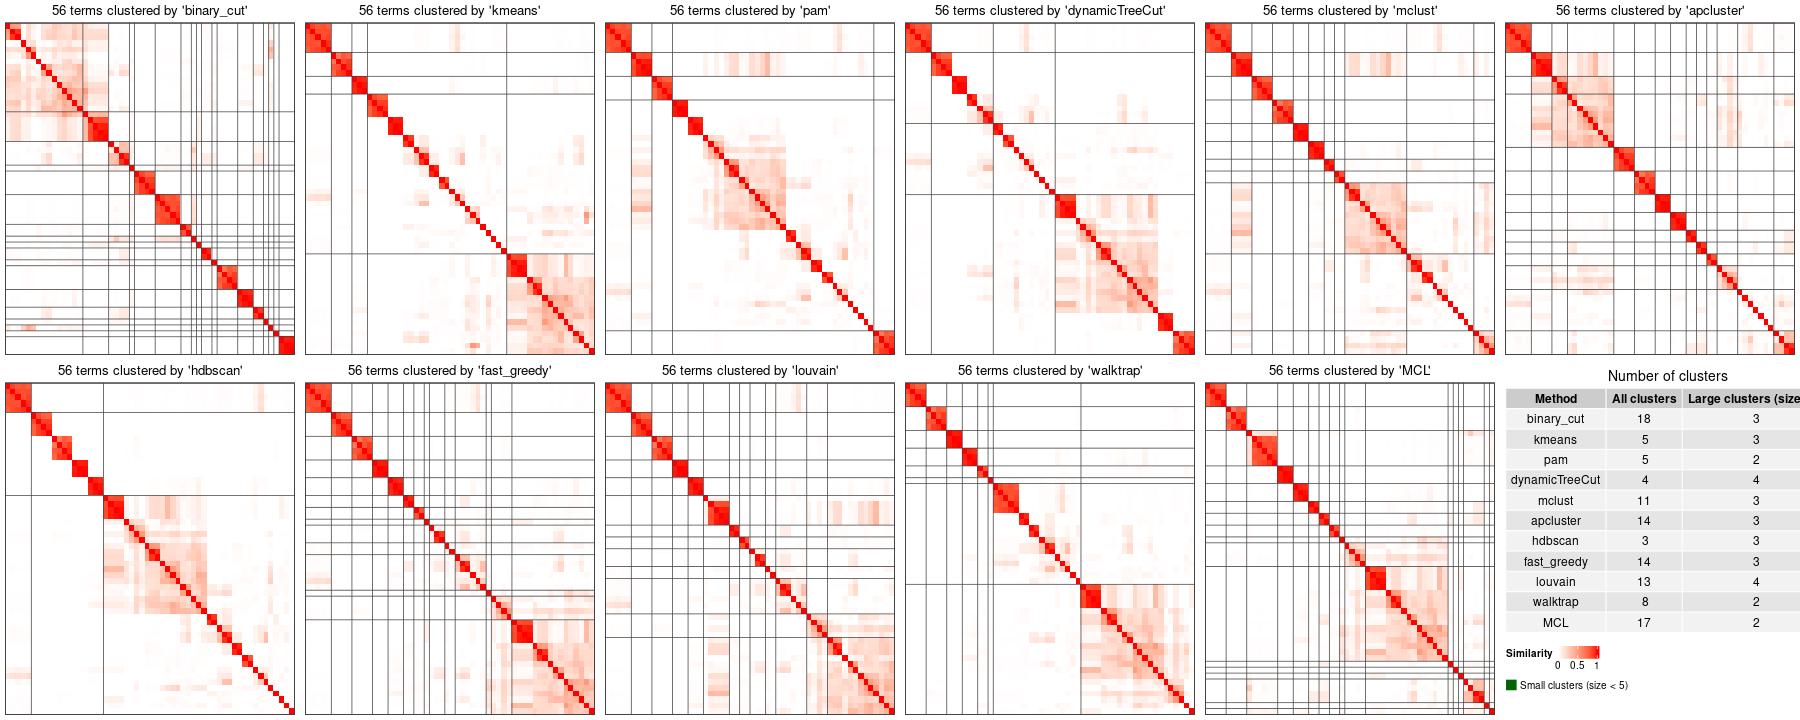 56 terms clustered by 'binary_cut'
56 terms clustered by 'kmeans'
56 terms clustered by 'pam'
56 terms clustered by 'dynamicTreeCut'
56 terms clustered by 'mclust'
56 terms clustered by 'apcluster'
56 terms clustered by 'hdbscan'
56 terms clustered by 'fast_greedy'
56 terms clustered by 'louvain'
56 terms clustered by 'walktrap'
56 terms clustered by 'MCL'
Number of clusters
Method All clusters Large clusters (size
binary_cut 18 3
kmeans 5 3
pam 5 2
dynamicTreeCut 4 4
mclust 11 3
apcluster 14 3
hdbscan 3 3
fast_greedy 14 3
louvain 13 4
walktrap 8 2
MCL 17 2
Similarity
0 0.5 1
Small clusters (size < 5)